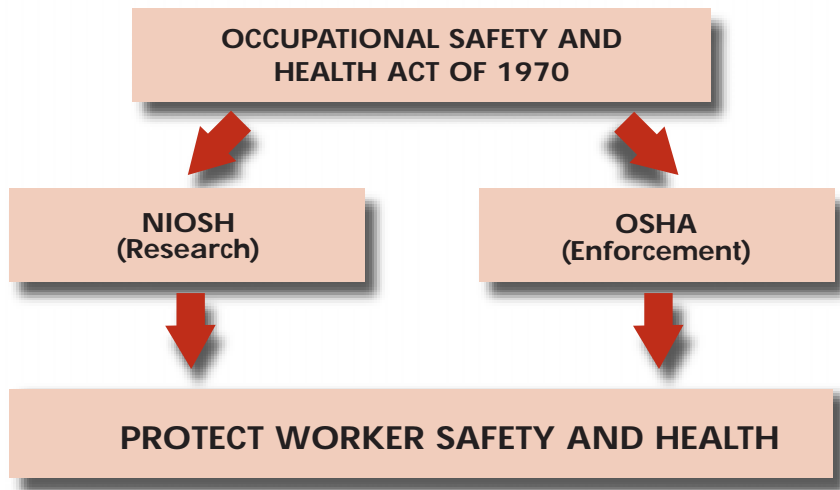 OCCUPATIONAL SAFETY AND
HEALTH ACT OF 1970
NIOSH
(Research)
OSHA
(Enforcement)
PROTECT WORKER SAFETY AND HEALTH